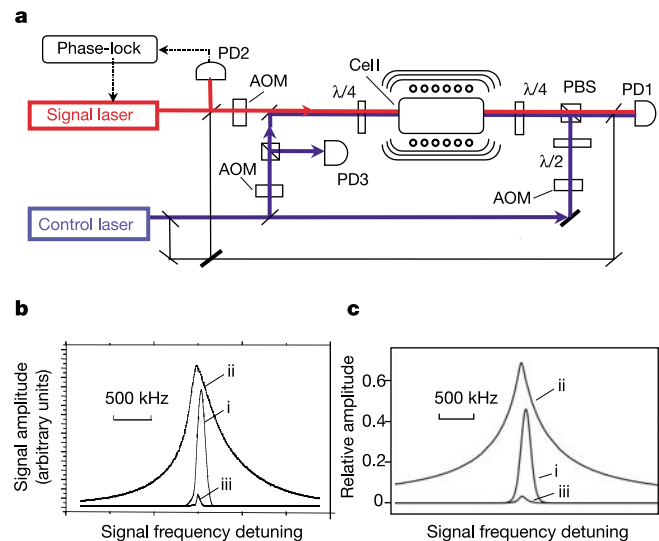 a
Phase-lock
PD2
AOM
Cell
λ/4
λ/4
PBS
PD1
Signal laser
λ/2
PD3
AOM
AOM
Control laser
b
Signal amplitude
(arbitrary units)
500 kHz
ii
i
iii
Signal frequency detuning
c
Relative amplitude
0.6
0.4
0.2
0
500 kHz
ii
i
iii
Signal frequency detuning